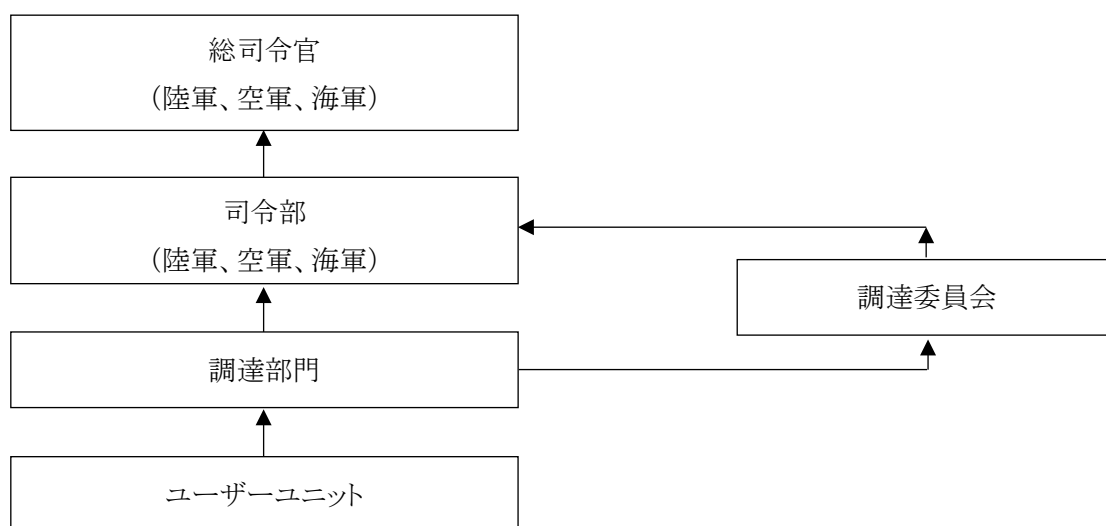 総司令官
（陸軍、空軍、海軍）
司令部
（陸軍、空軍、海軍）
調達委員会
調達部門
ユーザーユニット